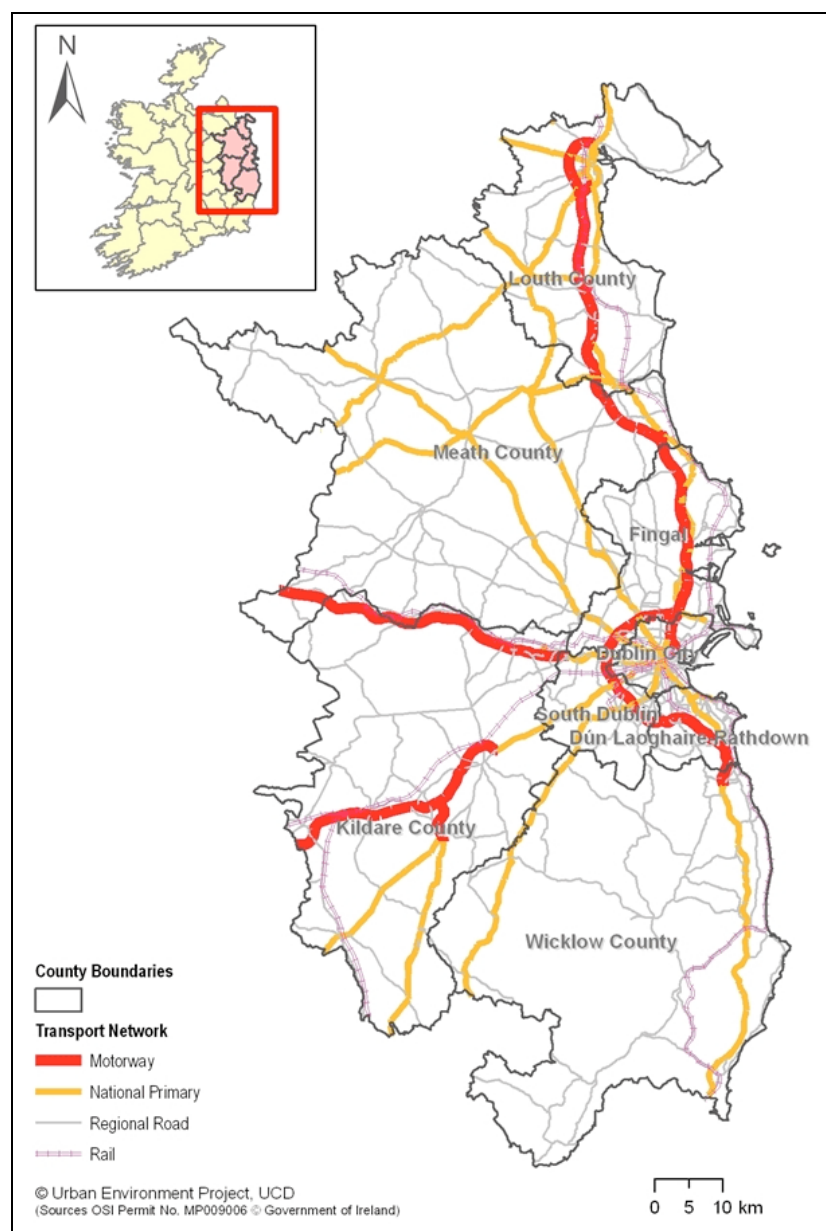 N
Louth County
Meath County
Fingal
Dublin City
South Dublin
Dún Laoghaire Rathdown
Kildare County
Wicklow County
County Boundaries
Transport Network
Motorway
National Primary
Regional Road
Rail
© Urban Environment Project, UCD
(Sources OSI Permit No. MP009006 © Government of Ireland)
0 5 10 km